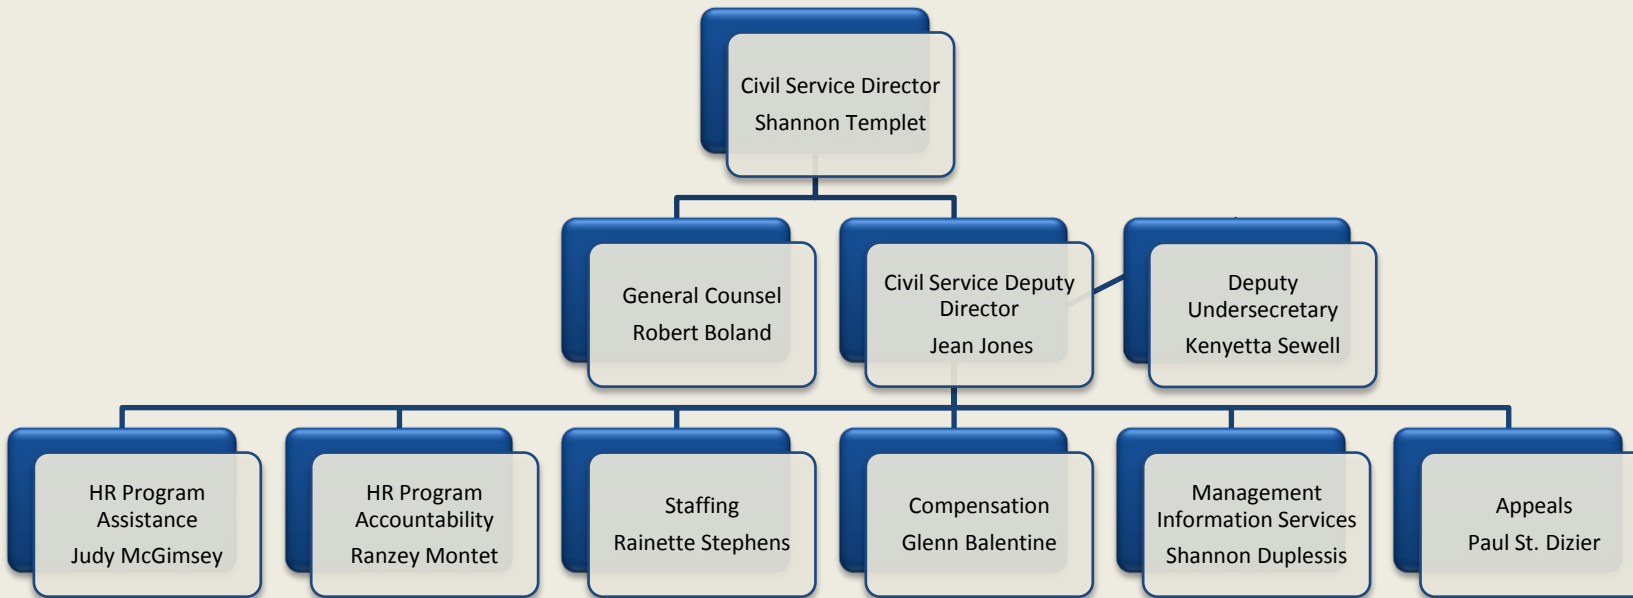 Civil Service Director
Shannon Templet
General Counsel
Robert Boland
Civil Service Deputy
Director
Jean Jones
Deputy
Undersecretary
Kenyetta Sewell
HR Program
Assistance
Judy McGimsey
HR Program
Accountability
Ranzey Montet
Staffing
Rainette Stephens
Compensation
Glenn Balentine
Management
Information Services
Shannon Duplessis
Appeals
Paul St. Dizier